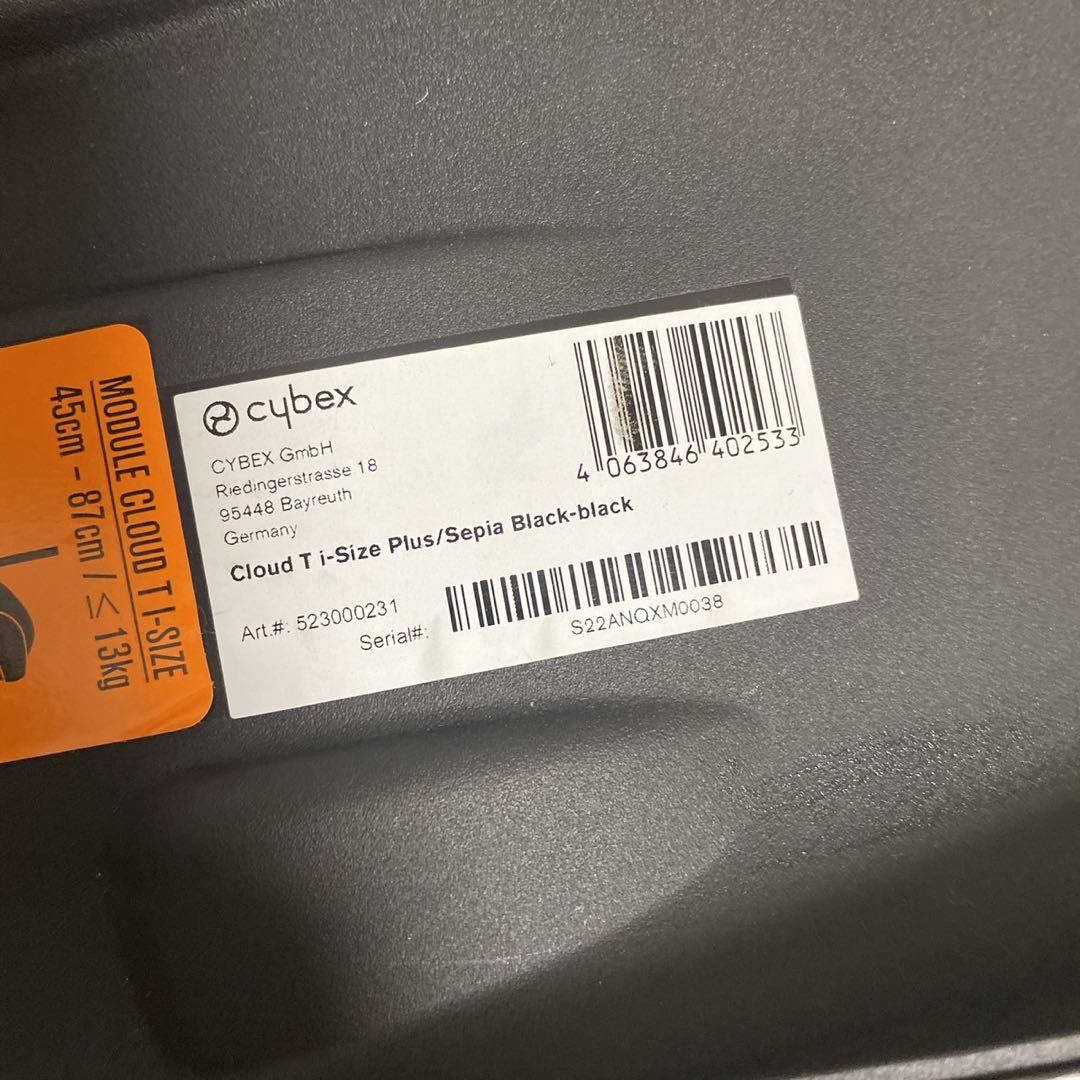 MODULE CLOUD T I-SIZE
45cm - 87cm / ≤ 13kg
cybex
CYBEX GmbH
Riedingerstrasse 18
95448 Bayreuth
Germany
4 063846 402533
Cloud T i-Size Plus/Sepia Black-black
Art.#: 523000231
Serial#:
S22ANQXM0038